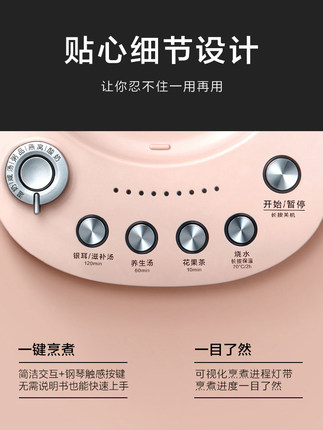 贴心细节设计
让你忍不住一用再用
开始/暂停
长按关机
银耳/滋补汤
120min
养生汤
60min
花果茶
10min
烧水
长按保温
70°C/2h
一键烹煮
简洁交互+钢琴触感按键
无需说明书也能快速上手
一目了然
可视化烹煮进程灯带
烹煮进度一目了然